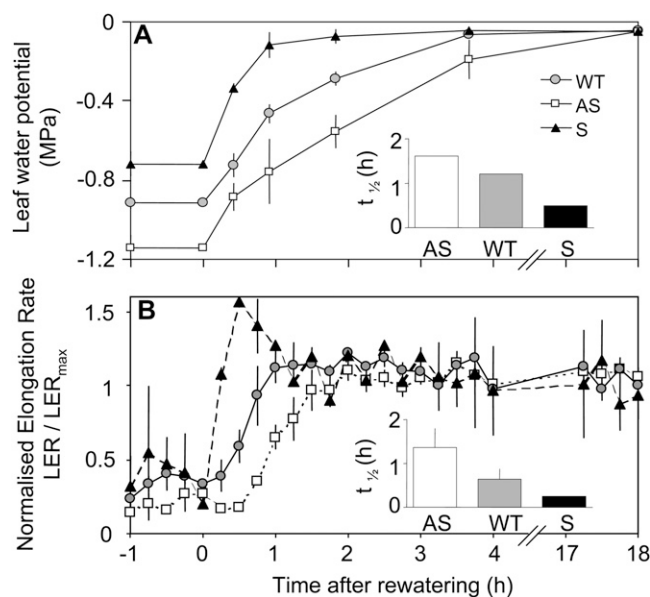 A
0
-0.4
-0.8
-1.2
Leaf water potential
(MPa)
WT
AS
S
t ½ (h)
2
1
0
AS WT S
B
1.5
1
0.5
0
Normalised Elongation Rate
LER / LERmax
t ½ (h)
2
1
0
AS WT S
-1 0 1 2 3 4 17 18
Time after rewatering (h)